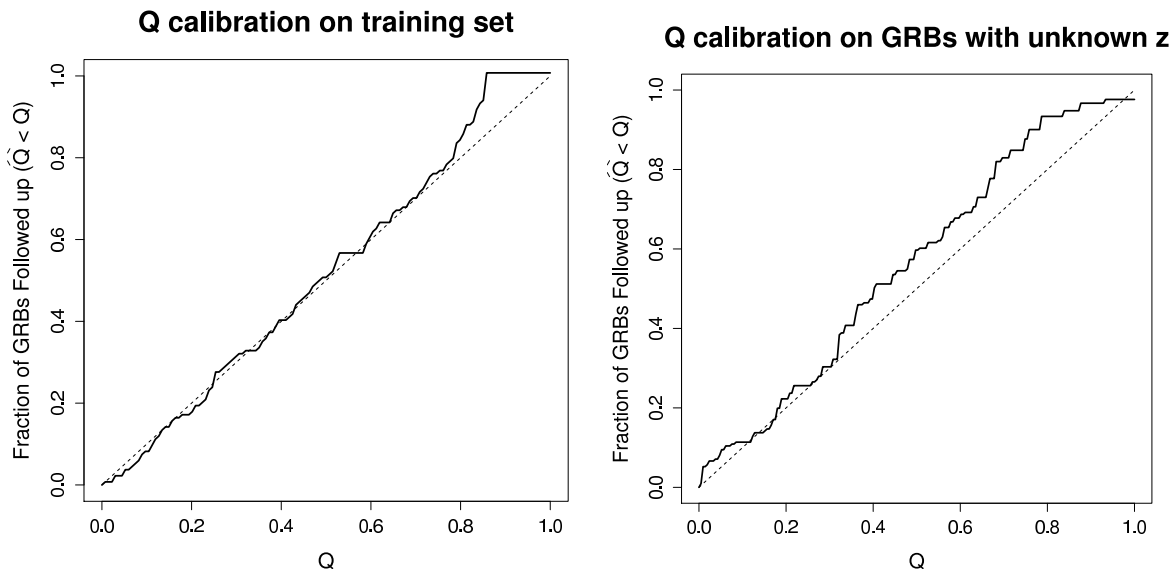 Q calibration on training set
Fraction of GRBs Followed up (Q̂ < Q)
1.0
0.8
0.6
0.4
0.2
0.0
0.0 0.2 0.4 0.6 0.8 1.0
Q
Q calibration on GRBs with unknown z
Fraction of GRBs Followed up (Q̂ < Q)
1.0
0.8
0.6
0.4
0.2
0.0
0.0 0.2 0.4 0.6 0.8 1.0
Q